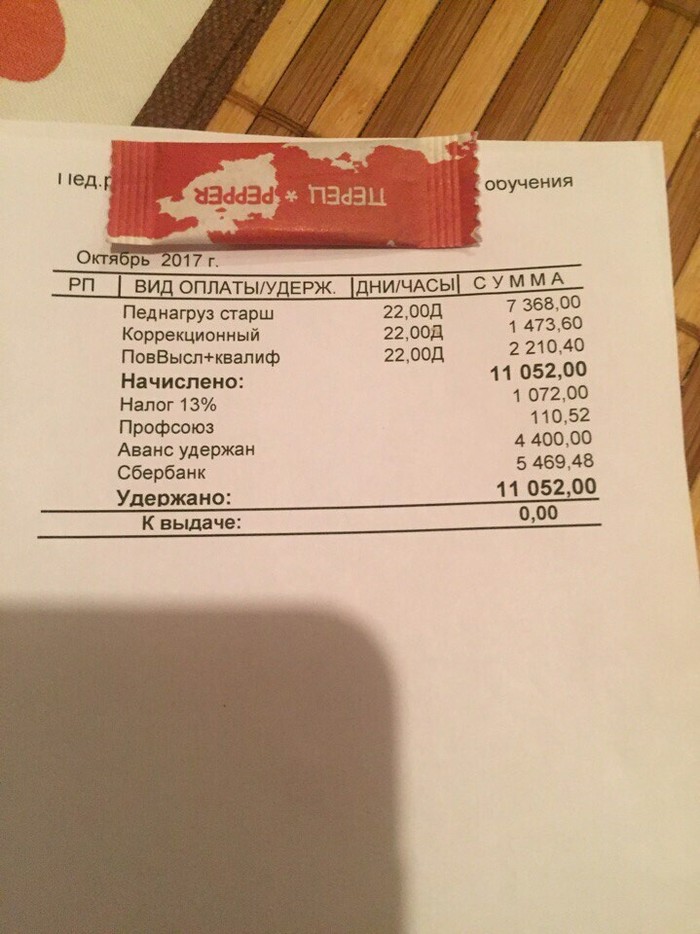 Пед.р обучения
ПЕРЕЦ * PEPPER
Октябрь 2017 г.
РП ВИД ОПЛАТЫ/УДЕРЖ. ДНИ/ЧАСЫ СУММА
Педнагруз старш 22,00Д 7 368,00
Коррекционный 22,00Д 1 473,60
ПовВысл+квалиф 22,00Д 2 210,40
Начислено: 11 052,00
Налог 13% 1 072,00
Профсоюз 110,52
Аванс удержан 4 400,00
Сбербанк 5 469,48
Удержано: 11 052,00
К выдаче: 0,00